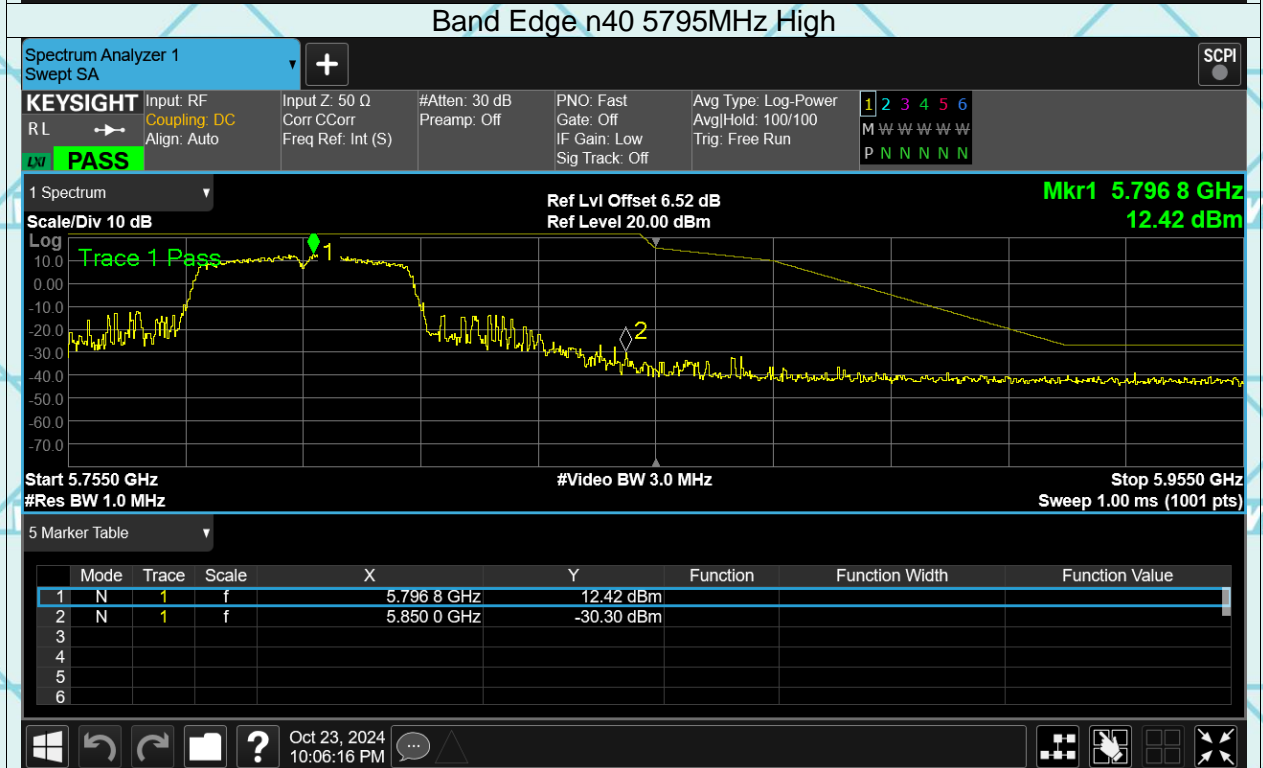 Band Edge n40 5795MHz High
Spectrum Analyzer 1
Swept SA
+
SCPI
KEYSIGHT Input: RF Input Z: 50 Ω #Atten: 30 dB PNO: Fast Avg Type: Log-Power 1 2 3 4 5 6
RL Coupling: DC Corr CCorr Preamp: Off Gate: Off Avg|Hold: 100/100 M W W W W W
Align: Auto Freq Ref: Int (S) IF Gain: Low Trig: Free Run P N N N N N
LXI PASS Sig Track: Off
1 Spectrum Ref Lvl Offset 6.52 dB Mkr1 5.796 8 GHz
Scale/Div 10 dB Ref Level 20.00 dBm 12.42 dBm
Log
Trace 1 Pass
1
10.0
0.00
-10.0
-20.0
2
-30.0
-40.0
-50.0
-60.0
-70.0
Start 5.7550 GHz #Video BW 3.0 MHz Stop 5.9550 GHz
#Res BW 1.0 MHz Sweep 1.00 ms (1001 pts)
5 Marker Table
Mode Trace Scale X Y Function Function Width Function Value
1 N 1 f 5.796 8 GHz 12.42 dBm
2 N 1 f 5.850 0 GHz -30.30 dBm
3
4
5
6
? Oct 23, 2024
10:06:16 PM